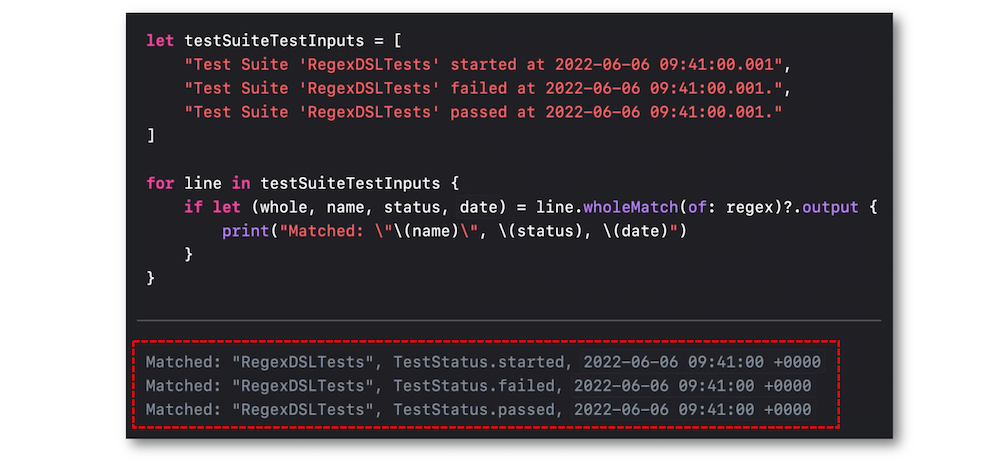 let testSuiteTestInputs = [
"Test Suite 'RegexDSLTests' started at 2022-06-06 09:41:00.001",
"Test Suite 'RegexDSLTests' failed at 2022-06-06 09:41:00.001.",
"Test Suite 'RegexDSLTests' passed at 2022-06-06 09:41:00.001."
]
for line in testSuiteTestInputs {
if let (whole, name, status, date) = line.wholeMatch(of: regex)?.output {
print("Matched: \"\(name)\", \(status), \(date)")
}
}
Matched: "RegexDSLTests", TestStatus.started, 2022-06-06 09:41:00 +0000
Matched: "RegexDSLTests", TestStatus.failed, 2022-06-06 09:41:00 +0000
Matched: "RegexDSLTests", TestStatus.passed, 2022-06-06 09:41:00 +0000